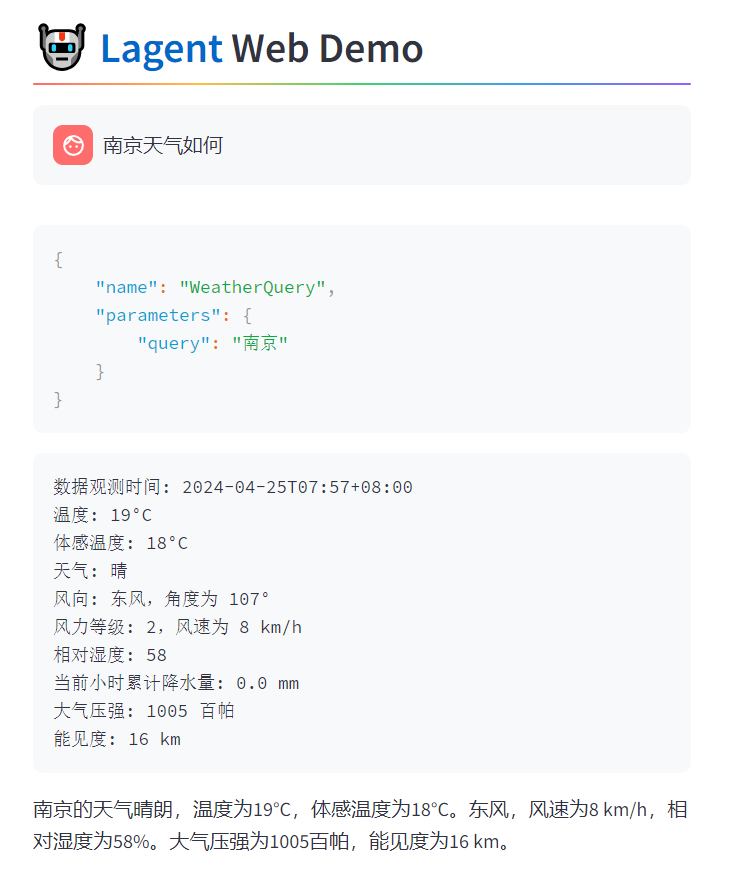 Lagent Web Demo
南京天气如何
{
    "name": "WeatherQuery",
    "parameters": {
        "query": "南京"
    }
}
数据观测时间: 2024-04-25T07:57+08:00
温度: 19°C
体感温度: 18°C
天气: 晴
风向: 东风，角度为 107°
风力等级: 2，风速为 8 km/h
相对湿度: 58
当前小时累计降水量: 0.0 mm
大气压强: 1005 百帕
能见度: 16 km
南京的天气晴朗，温度为19°C，体感温度为18°C。东风，风速为8 km/h，相
对湿度为58%。大气压强为1005百帕，能见度为16 km。